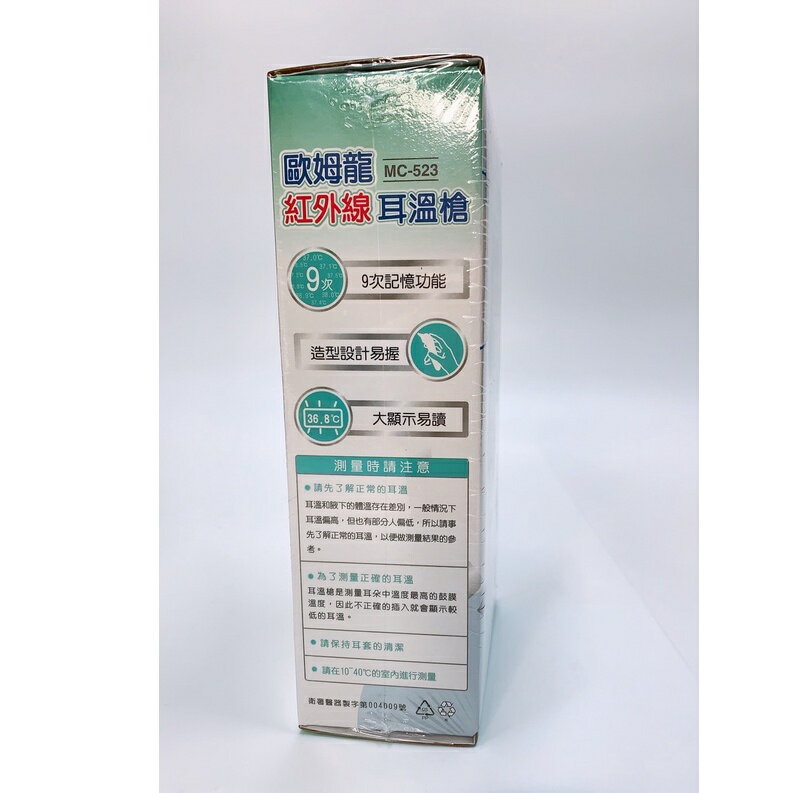 歐姆龍 MC-523
紅外線 耳溫槍
9次
9次記憶功能
造型設計易握
36.8℃
大顯示易讀
測量時請注意
●請先了解正常的耳溫
耳溫和腋下的體溫存在差別，一般情況下
耳溫偏高，但也有部分人偏低，所以請事
先了解正常的耳溫，以便做測量結果的參
考。
●為了測量正確的耳溫
耳溫槍是測量耳朵中溫度最高的鼓膜
溫度，因此不正確的插入就會顯示較
低的耳溫。
●請保持耳套的清潔
●請在10~40℃的室內進行測量
衛署醫器製字第004009號
05
PP